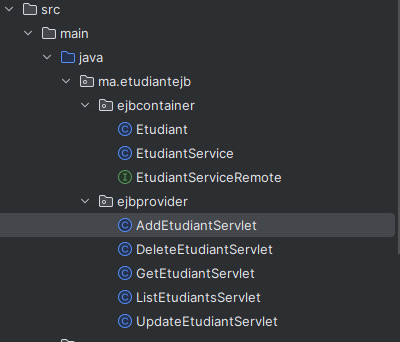 src
main
java
ma.etudiantejb
ejbcontainer
Etudiant
EtudiantService
EtudiantServiceRemote
ejbprovider
AddEtudiantServlet
DeleteEtudiantServlet
GetEtudiantServlet
ListEtudiantsServlet
UpdateEtudiantServlet